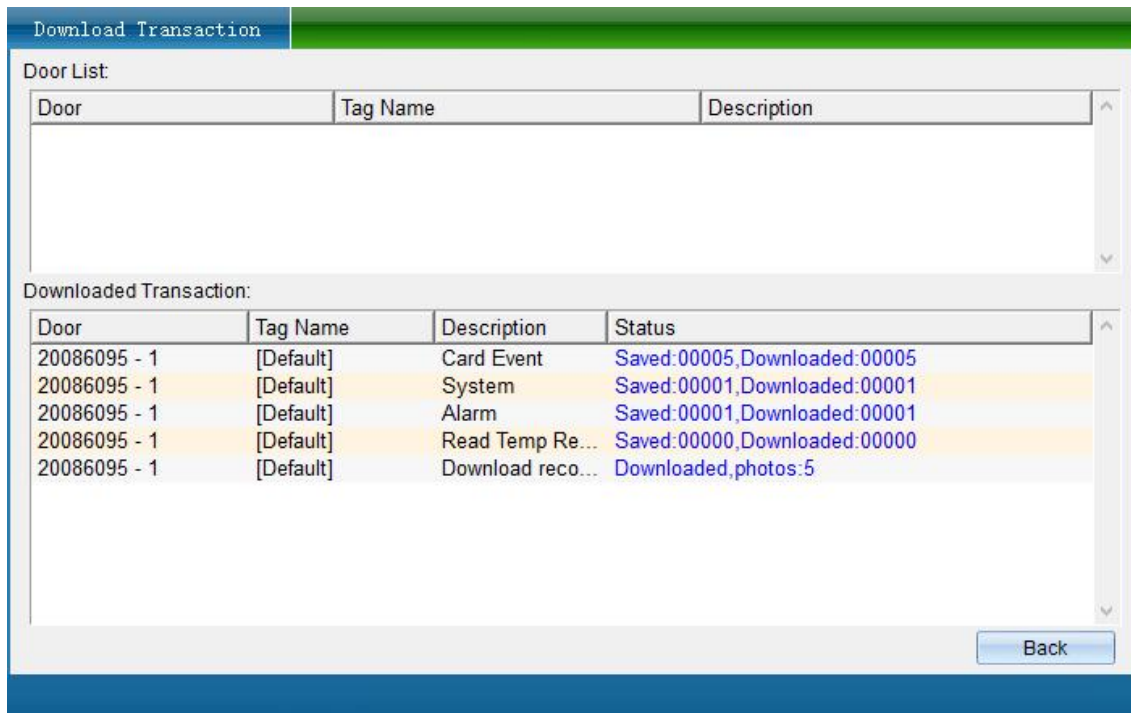 Download Transaction
Door List:
Door Tag Name Description
Downloaded Transaction:
Door Tag Name Description Status
20086095 - 1 [Default] Card Event Saved:00005,Downloaded:00005
20086095 - 1 [Default] System Saved:00001,Downloaded:00001
20086095 - 1 [Default] Alarm Saved:00001,Downloaded:00001
20086095 - 1 [Default] Read Temp Re... Saved:00000,Downloaded:00000
20086095 - 1 [Default] Download reco... Downloaded,photos:5
Back